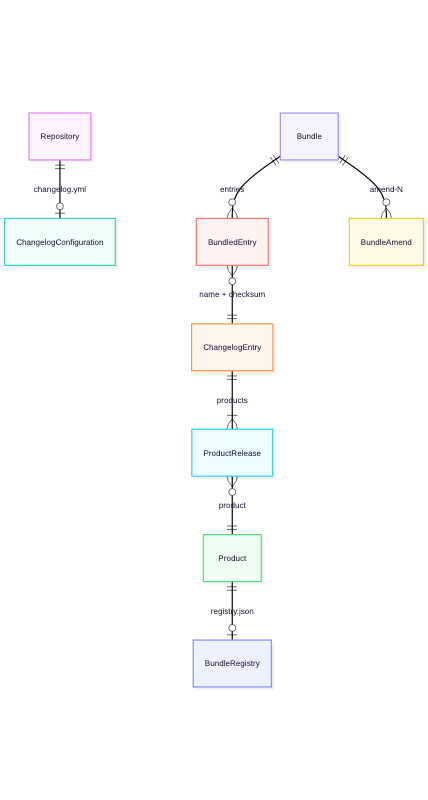 Repository
Bundle
changelog.yml
entries
amend-N
ChangelogConfiguration
BundledEntry
BundleAmend
name + checksum
ChangelogEntry
products
ProductRelease
product
Product
registry.json
BundleRegistry